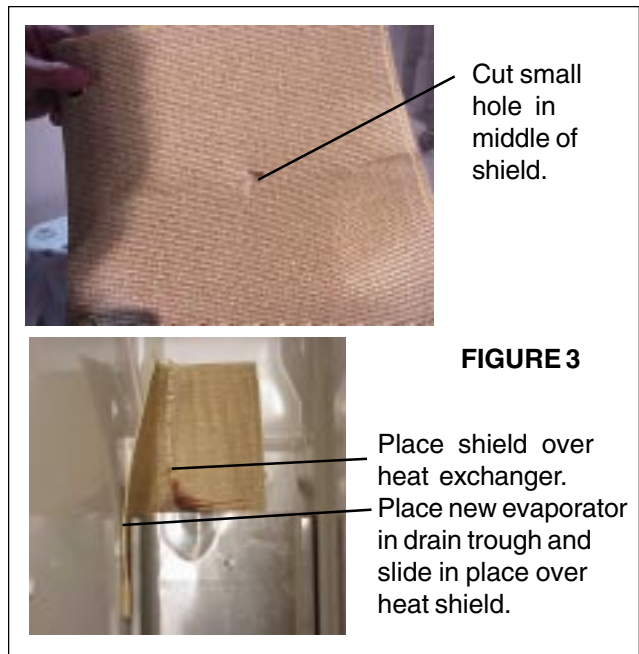 Cut small
hole in
middle of
shield.
FIGURE 3
Place shield over
heat exchanger.
Place new evaporator
in drain trough and
slide in place over
heat shield.